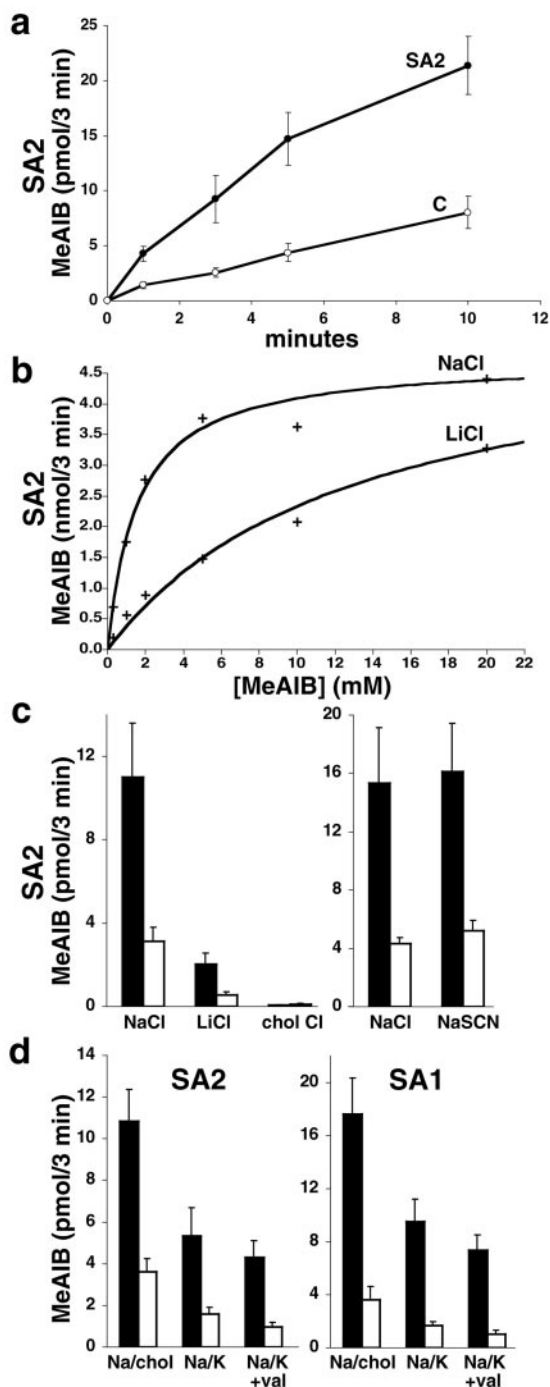 a
SA2
MeAIB (pmol/3 min)
25
20
15
10
5
0
SA2
C
0 2 4 6 8 10 12
minutes
b
SA2
MeAIB (nmol/3 min)
4.5
4.0
3.5
3.0
2.5
2.0
1.5
1.0
0.5
0.0
NaCl
LiCl
0 2 4 6 8 10 12 14 16 18 20 22
[MeAIB] (mM)
c
SA2
MeAIB (pmol/3 min)
12
8
4
0
NaCl LiCl chol Cl
20
16
12
8
4
0
NaCl NaSCN
d
MeAIB (pmol/3 min)
SA2
14
12
10
8
6
4
2
0
Na/chol Na/K Na/K
+val
SA1
20
16
12
8
4
0
Na/chol Na/K Na/K
+val